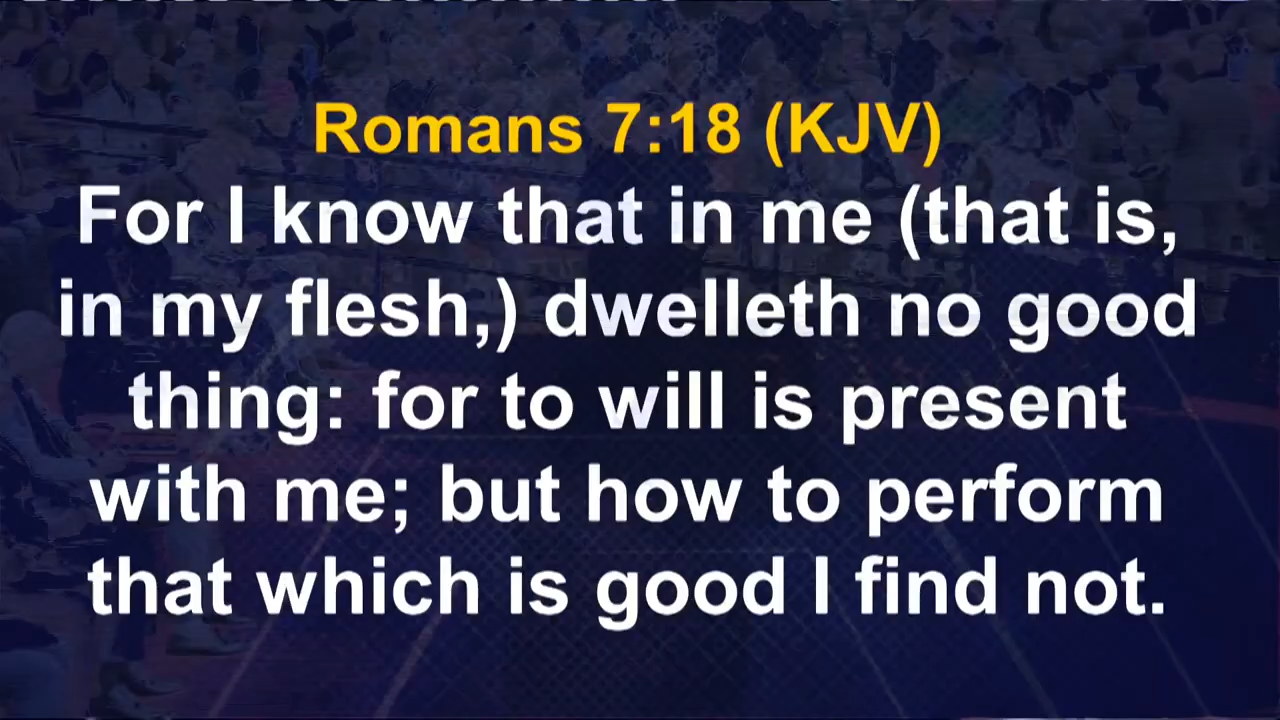 Romans 7:18 (KJV)
For I know that in me (that is,
in my flesh,) dwelleth no good
thing: for to will is present
with me; but how to perform
that which is good I find not.